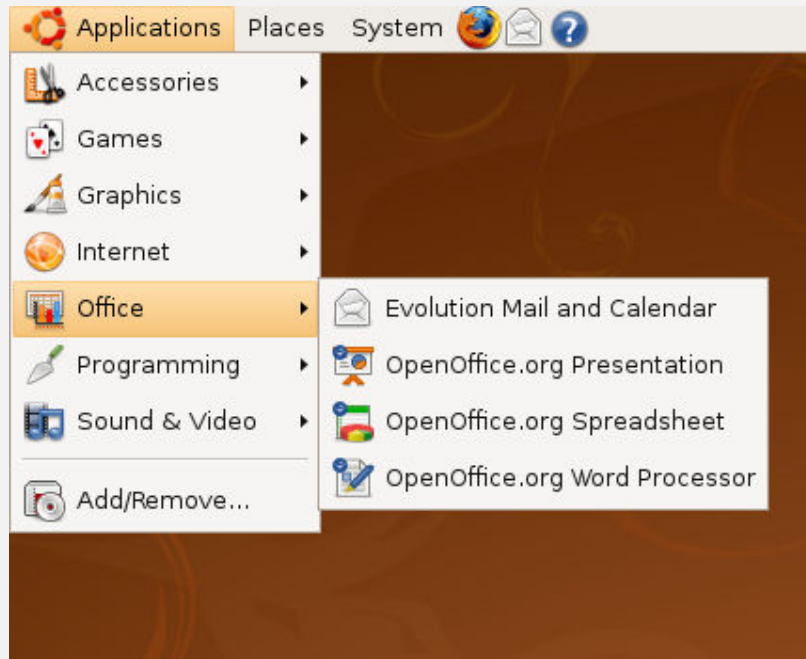 Applications Places System
Accessories
Games
Graphics
Internet
Office
Programming
Sound & Video
Add/Remove...
Evolution Mail and Calendar
OpenOffice.org Presentation
OpenOffice.org Spreadsheet
OpenOffice.org Word Processor